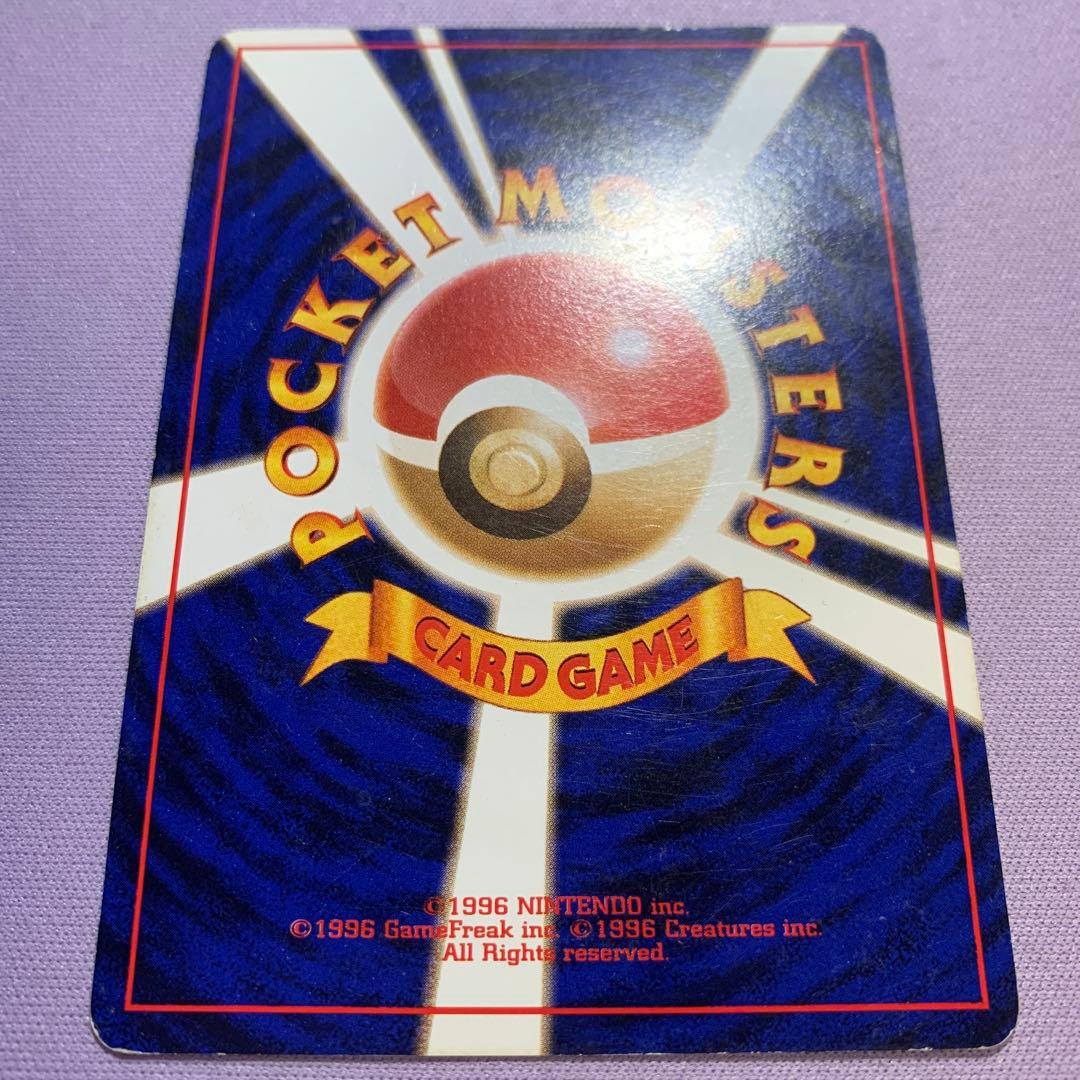 POCKET MONSTERS
CARD GAME
©1996 NINTENDO inc.
©1996 GameFreak inc. ©1996 Creatures inc.
All Rights reserved.